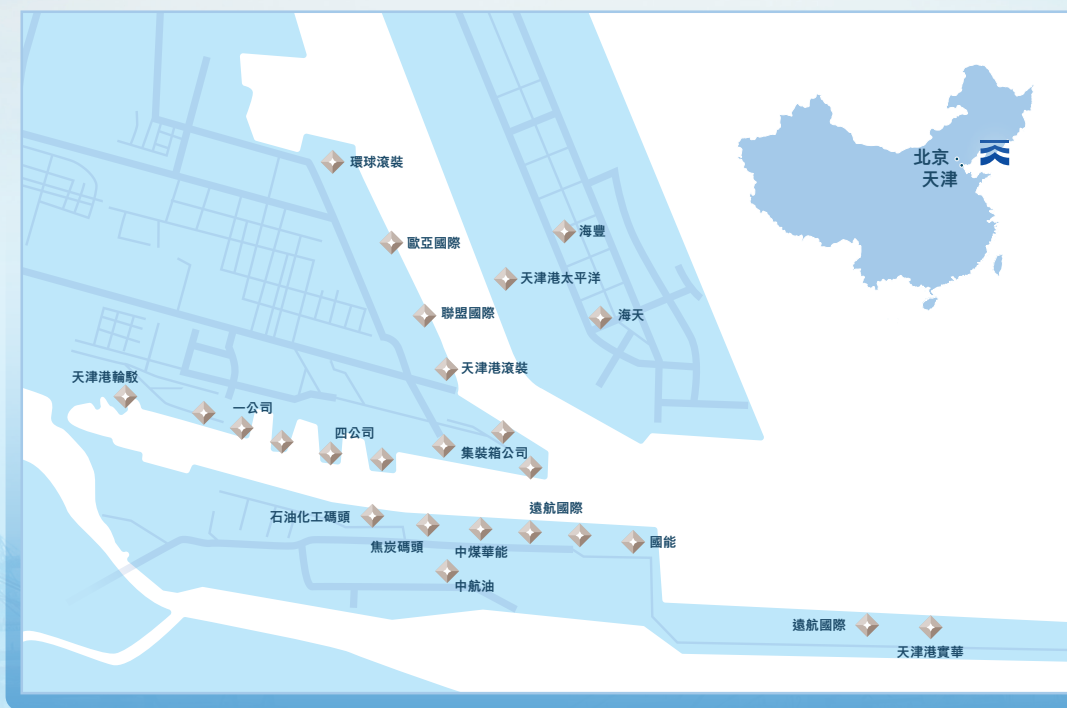 環球滾裝
北京
天津
海豐
歐亞國際
天津港太平洋
聯盟國際
海天
天津港滾裝
天津港輪駁
一公司
四公司
集裝箱公司
遠航國際
石油化工碼頭
焦炭碼頭
中煤華能
國能
中航油
遠航國際
天津港實華